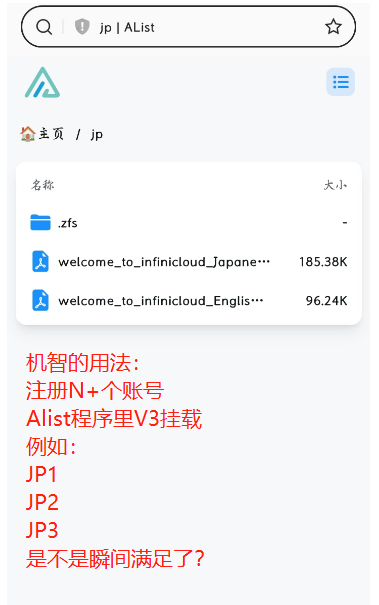 jp | AList
🏠主页 / jp
名称 大小
.zfs -
welcome_to_infinicloud_Japane… 185.38K
welcome_to_infinicloud_Englis… 96.24K
机智的用法：
注册N+个账号
Alist程序里V3挂载
例如：
JP1
JP2
JP3
是不是瞬间满足了？